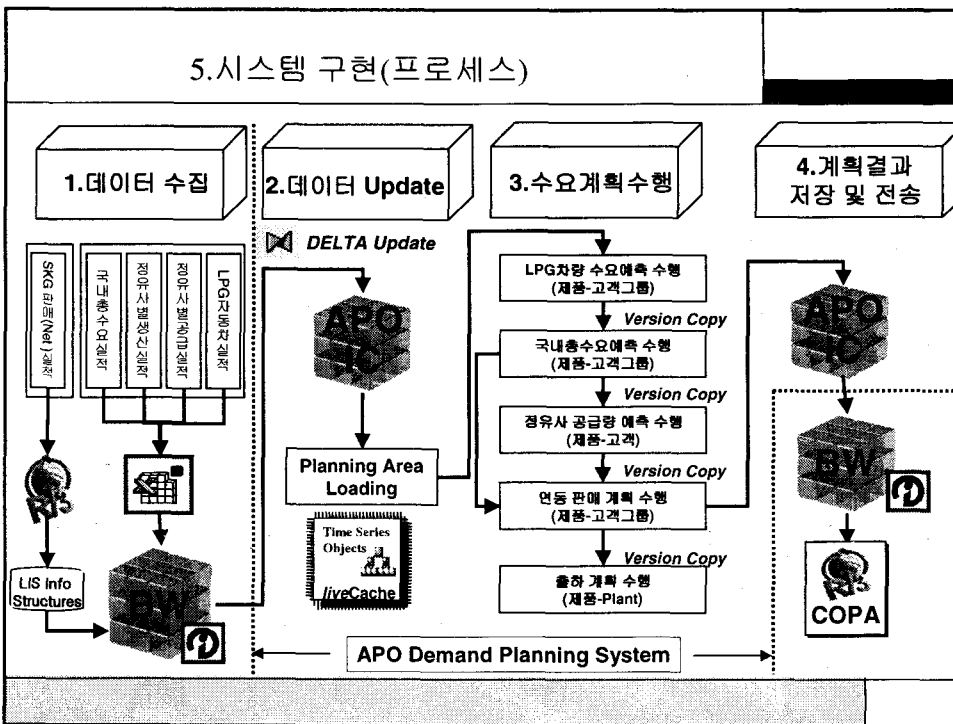 5.시스템 구현(프로세스)
1.데이터 수집
2.데이터 Update
3.수요계획수행
4.계획결과
저장 및 전송
SKG 판매(Net)실적
국내총수요실적
정유사별생산실적
정유사별공급실적
LPG자동차실적
R/3
LIS Info
Structures
BW
DELTA Update
APO
IC
Planning Area
Loading
Time Series
Objects
liveCache
LPG차량 수요예측 수행
(제품-고객그룹)
Version Copy
국내총수요예측 수행
(제품-고객그룹)
Version Copy
정유사 공급량 예측 수행
(제품-고객)
Version Copy
연동 판매 계획 수행
(제품-고객그룹)
Version Copy
출하 계획 수행
(제품-Plant)
APO
IC
BW
R/3
COPA
APO Demand Planning System